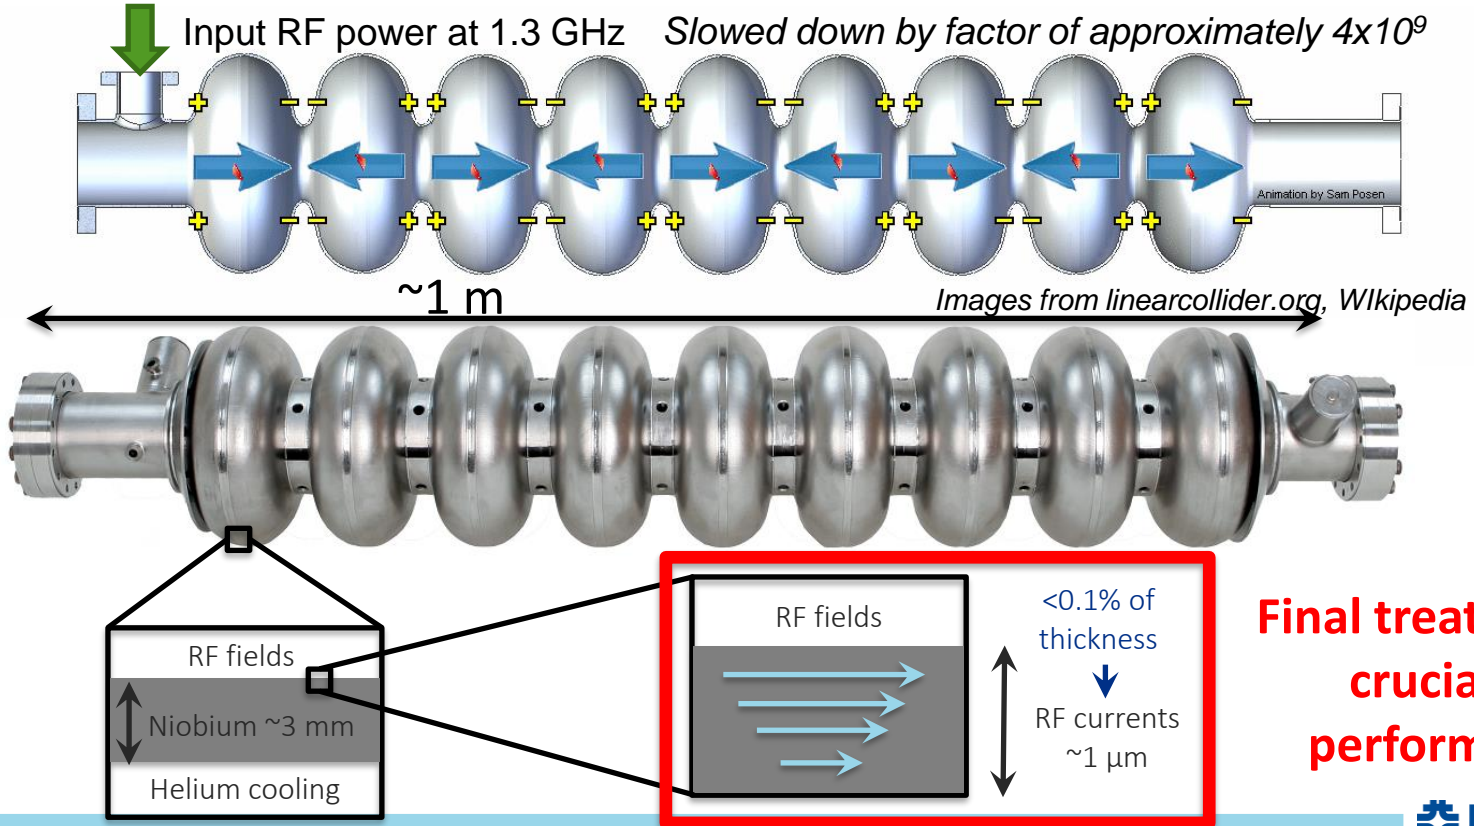 Input RF power at 1.3 GHz
Slowed down by factor of approximately 4x10⁹
Animation by Sam Posen
~1 m
Images from linearcollider.org, WIkipedia
RF fields
Niobium ~3 mm
Helium cooling
RF fields
<0.1% of
thickness
RF currents
~1 µm
Final treat
crucia
perform